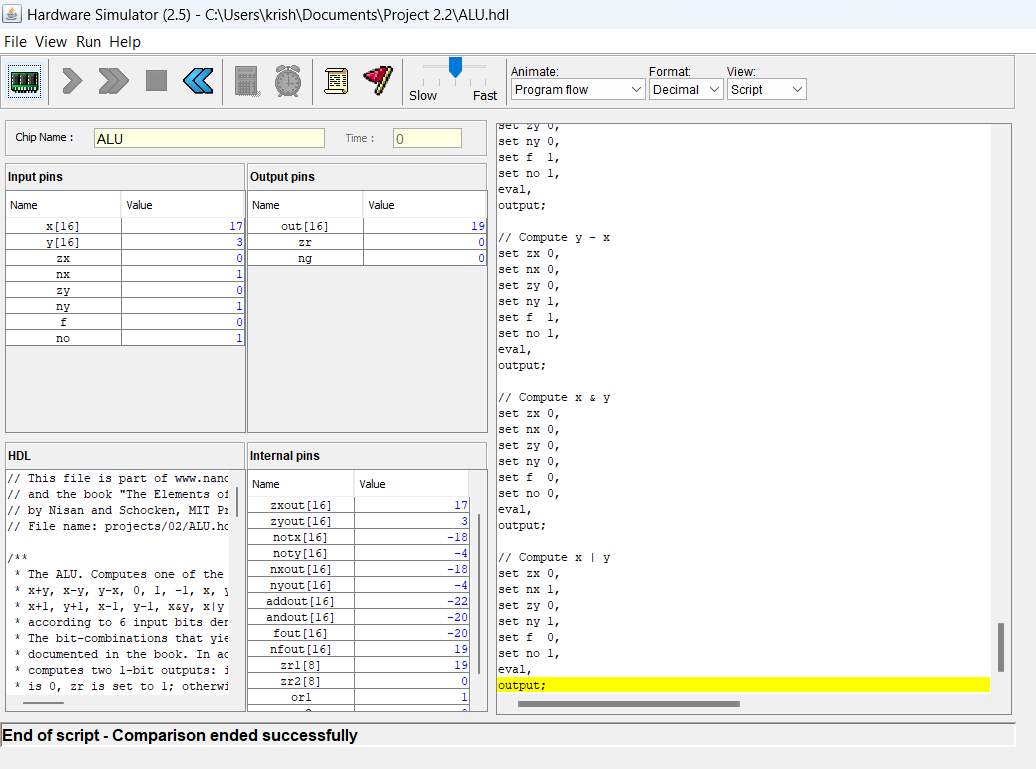 Hardware Simulator (2.5) - C:\Users\krish\Documents\Project 2.2\ALU.hdl
File View Run Help
Slow Fast
Animate: Format: View:
Program flow Decimal Script
Chip Name : ALU Time : 0
Input pins
Name Value
x[16] 17
y[16] 3
zx 0
nx 1
zy 0
ny 1
f 0
no 1
Output pins
Name Value
out[16] 19
zr 0
ng 0
HDL
// This file is part of www.nand
// and the book "The Elements of
// by Nisan and Schocken, MIT Pr
// File name: projects/02/ALU.hd
/**
* The ALU. Computes one of the
* x+y, x-y, y-x, 0, 1, -1, x, y
* x+1, y+1, x-1, y-1, x&y, x|y
* according to 6 input bits den
* The bit-combinations that yie
* documented in the book. In ad
* computes two 1-bit outputs: i
* is 0, zr is set to 1; otherwi
Internal pins
Name Value
zxout[16] 17
zyout[16] 3
notx[16] -18
noty[16] -4
nxout[16] -18
nyout[16] -4
addout[16] -22
andout[16] -20
fout[16] -20
nfout[16] 19
zr1[8] 19
zr2[8] 0
or1 1
set zy 0,
set ny 0,
set f 1,
set no 1,
eval,
output;
// Compute y - x
set zx 0,
set nx 0,
set zy 0,
set ny 1,
set f 1,
set no 1,
eval,
output;
// Compute x & y
set zx 0,
set nx 0,
set zy 0,
set ny 0,
set f 0,
set no 0,
eval,
output;
// Compute x | y
set zx 0,
set nx 1,
set zy 0,
set ny 1,
set f 0,
set no 1,
eval,
output;
End of script - Comparison ended successfully